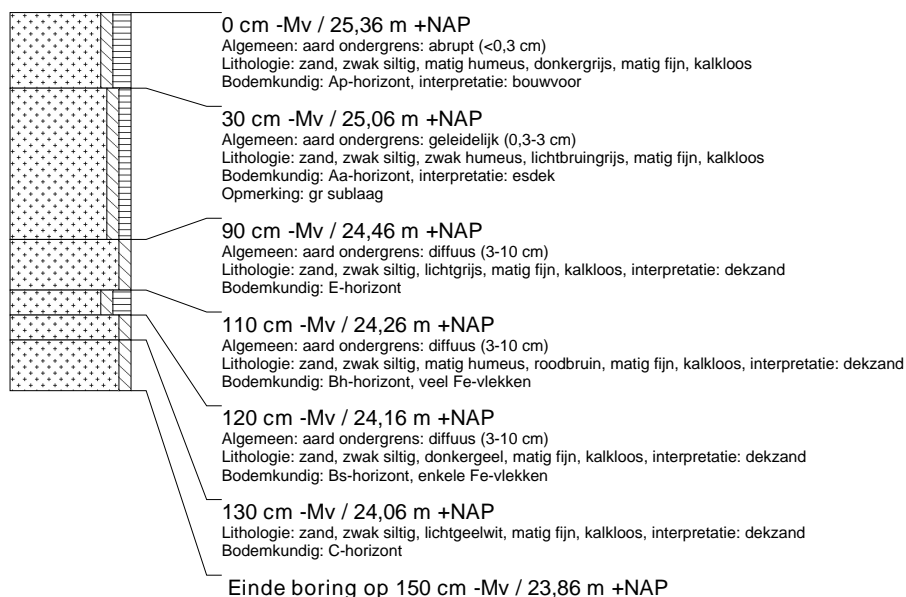 0 cm -Mv / 25,36 m +NAP
Algemeen: aard ondergrens: abrupt (<0,3 cm)
Lithologie: zand, zwak siltig, matig humeus, donkergrijs, matig fijn, kalkloos
Bodemkundig: Ap-horizont, interpretatie: bouwvoor
30 cm -Mv / 25,06 m +NAP
Algemeen: aard ondergrens: geleidelijk (0,3-3 cm)
Lithologie: zand, zwak siltig, zwak humeus, lichtbruingrijs, matig fijn, kalkloos
Bodemkundig: Aa-horizont, interpretatie: esdek
Opmerking: gr sublaag
90 cm -Mv / 24,46 m +NAP
Algemeen: aard ondergrens: diffuus (3-10 cm)
Lithologie: zand, zwak siltig, lichtgrijs, matig fijn, kalkloos, interpretatie: dekzand
Bodemkundig: E-horizont
110 cm -Mv / 24,26 m +NAP
Algemeen: aard ondergrens: diffuus (3-10 cm)
Lithologie: zand, zwak siltig, matig humeus, roodbruin, matig fijn, kalkloos, interpretatie: dekzand
Bodemkundig: Bh-horizont, veel Fe-vlekken
120 cm -Mv / 24,16 m +NAP
Algemeen: aard ondergrens: diffuus (3-10 cm)
Lithologie: zand, zwak siltig, donkergeel, matig fijn, kalkloos, interpretatie: dekzand
Bodemkundig: Bs-horizont, enkele Fe-vlekken
130 cm -Mv / 24,06 m +NAP
Lithologie: zand, zwak siltig, lichtgeelwit, matig fijn, kalkloos, interpretatie: dekzand
Bodemkundig: C-horizont
Einde boring op 150 cm -Mv / 23,86 m +NAP